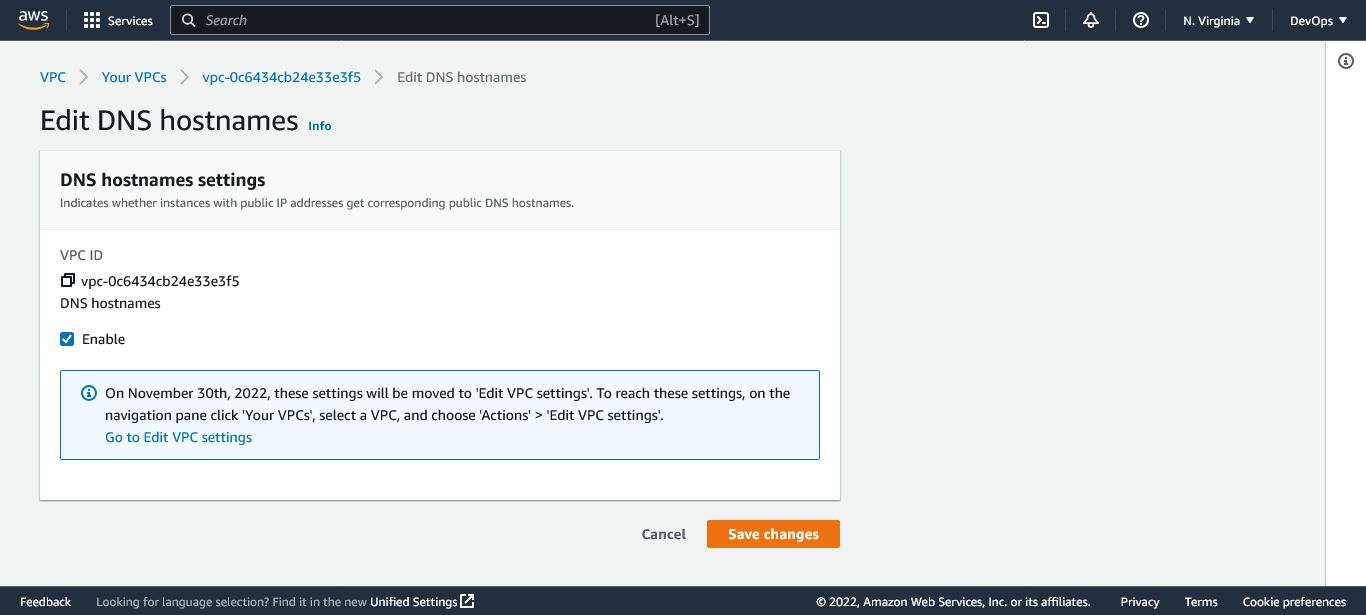 aws Services Search [Alt+S] N. Virginia DevOps
VPC Your VPCs vpc-0c6434cb24e33e3f5 Edit DNS hostnames
Edit DNS hostnames Info
DNS hostnames settings
Indicates whether instances with public IP addresses get corresponding public DNS hostnames.
VPC ID
vpc-0c6434cb24e33e3f5
DNS hostnames
Enable
On November 30th, 2022, these settings will be moved to 'Edit VPC settings'. To reach these settings, on the
navigation pane click 'Your VPCs', select a VPC, and choose 'Actions' > 'Edit VPC settings'.
Go to Edit VPC settings
Cancel Save changes
Feedback Looking for language selection? Find it in the new Unified Settings © 2022, Amazon Web Services, Inc. or its affiliates. Privacy Terms Cookie preferences